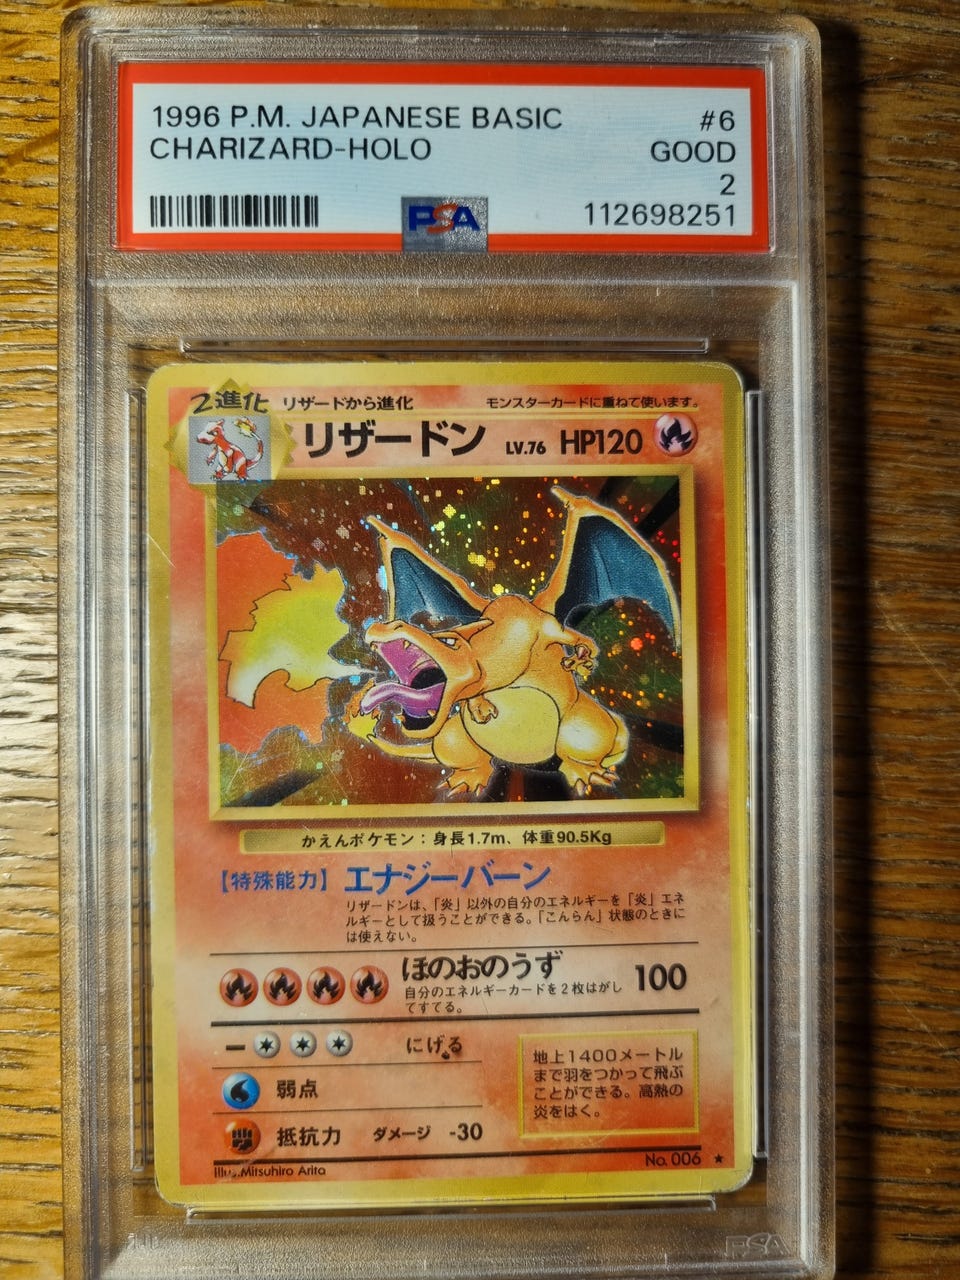 1996 P.M. JAPANESE BASIC #6
CHARIZARD-HOLO GOOD
2
PSA 112698251
2進化 リザードから進化 モンスターカードに重ねて使います。
リザードン LV.76 HP120
かえんポケモン：身長1.7m、体重90.5Kg
【特殊能力】エナジーバーン
リザードンは、「炎」以外の自分のエネルギーを「炎」エネ
ルギーとして扱うことができる。「こんらん」状態のときに
は使えない。
ほのおのうず 100
自分のエネルギーカードを2枚はがし
てすてる。
にげる
弱点
抵抗力 ダメージ -30
地上1400メートル
まで羽をつかって飛ぶ
ことができる。高熱の
炎をはく。
Illus.Mitsuhiro Arita No. 006 ★
PSA